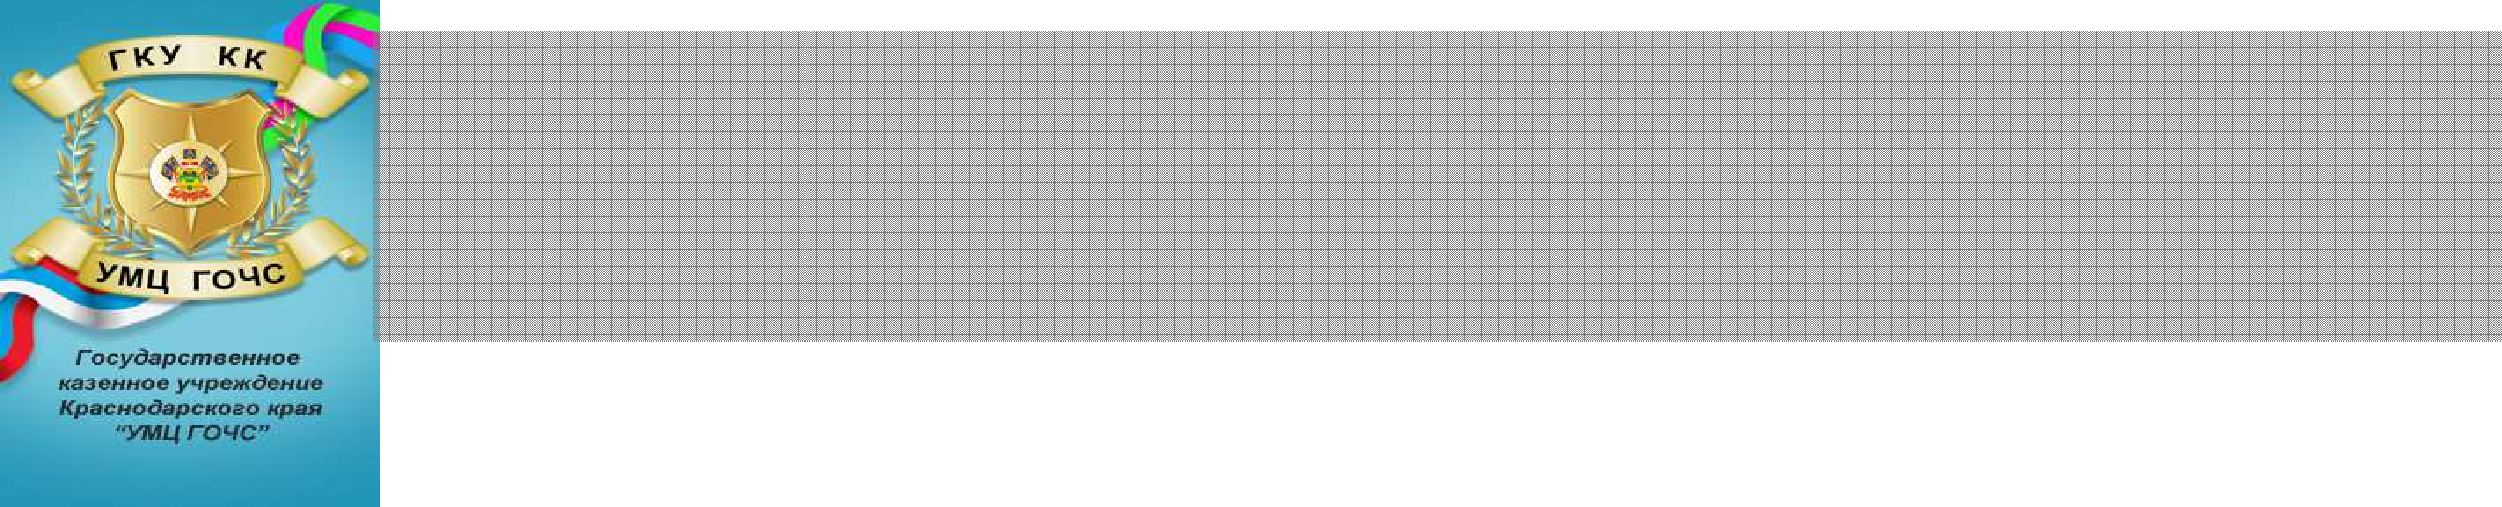 ГКУ КК
УМЦ ГОЧС
Государственное
казенное учреждение
Краснодарского края
“УМЦ ГОЧС”